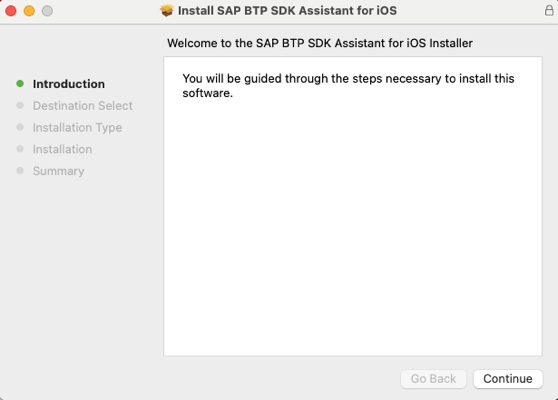 Install SAP BTP SDK Assistant for iOS
Welcome to the SAP BTP SDK Assistant for iOS Installer
Introduction
Destination Select
Installation Type
Installation
Summary
You will be guided through the steps necessary to install this
software.
Go Back
Continue